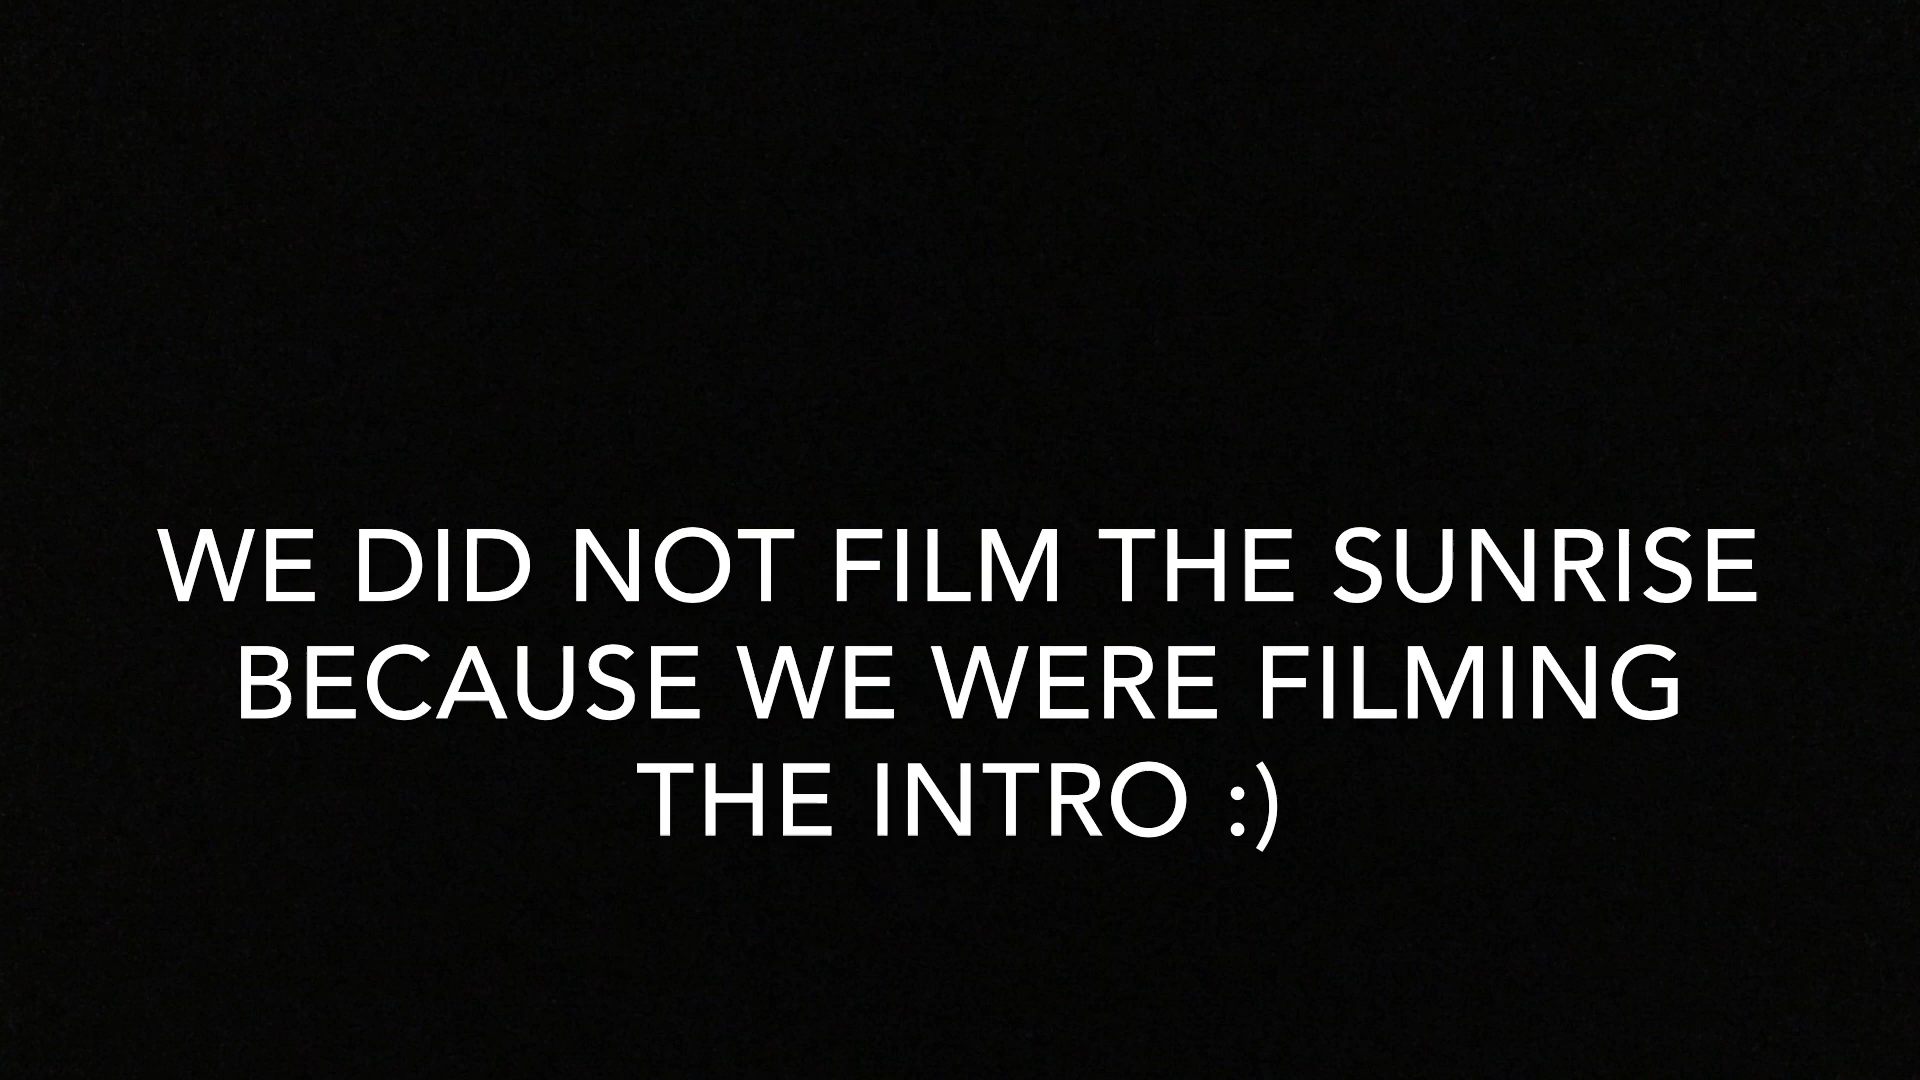 WE DID NOT FILM THE SUNRISE
BECAUSE WE WERE FILMING
THE INTRO :)